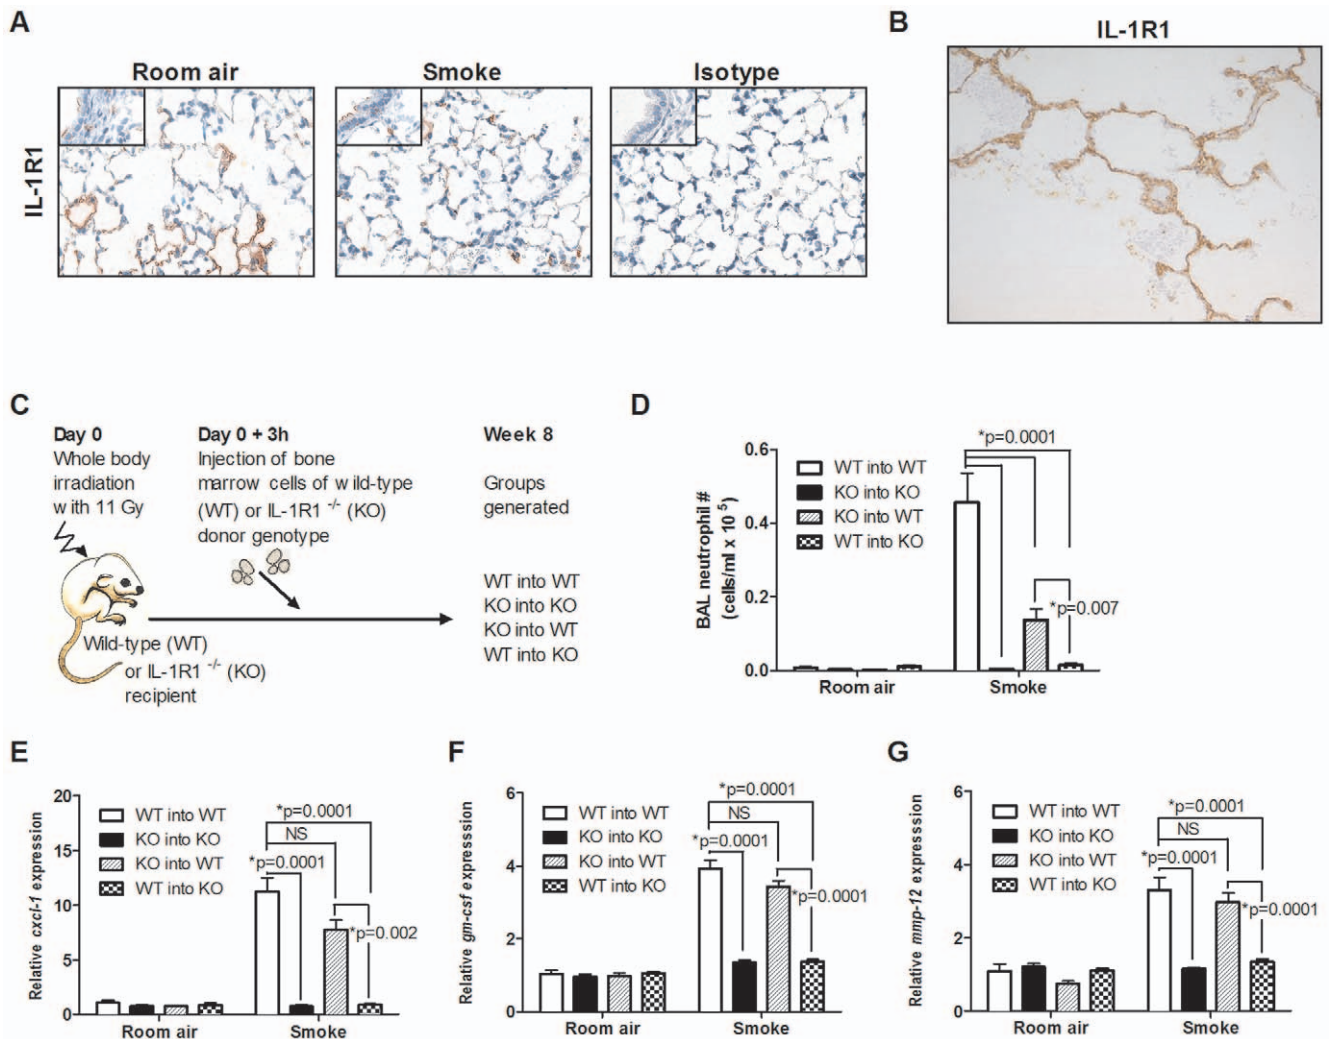 A
Room air
Smoke
Isotype
IL-1R1
B
IL-1R1
C
Day 0
Whole body
irradiation
with 11 Gy
Day 0 + 3h
Injection of bone
marrow cells of wild-type
(WT) or IL-1R1 -/- (KO)
donor genotype
Week 8
Groups
generated
WT into WT
KO into KO
KO into WT
WT into KO
Wild-type (WT)
or IL-1R1 -/- (KO)
recipient
D
BAL neutrophil #
(cells/ml x 10 5)
0.6
0.4
0.2
0.0
WT into WT
KO into KO
KO into WT
WT into KO
*p=0.0001
*p=0.007
Room air
Smoke
E
Relative cxcl-1 expression
20
15
10
5
0
WT into WT
KO into KO
KO into WT
WT into KO
*p=0.0001
NS
*p=0.0001
*p=0.002
Room air
Smoke
F
Relative gm-csf expresssion
6
4
2
0
WT into WT
KO into KO
KO into WT
WT into KO
*p=0.0001
NS
*p=0.0001
*p=0.0001
Room air
Smoke
G
Relative mmp-12 expression
6
4
2
0
WT into WT
KO into KO
KO into WT
WT into KO
*p=0.0001
NS
*p=0.0001
*p=0.0001
Room air
Smoke